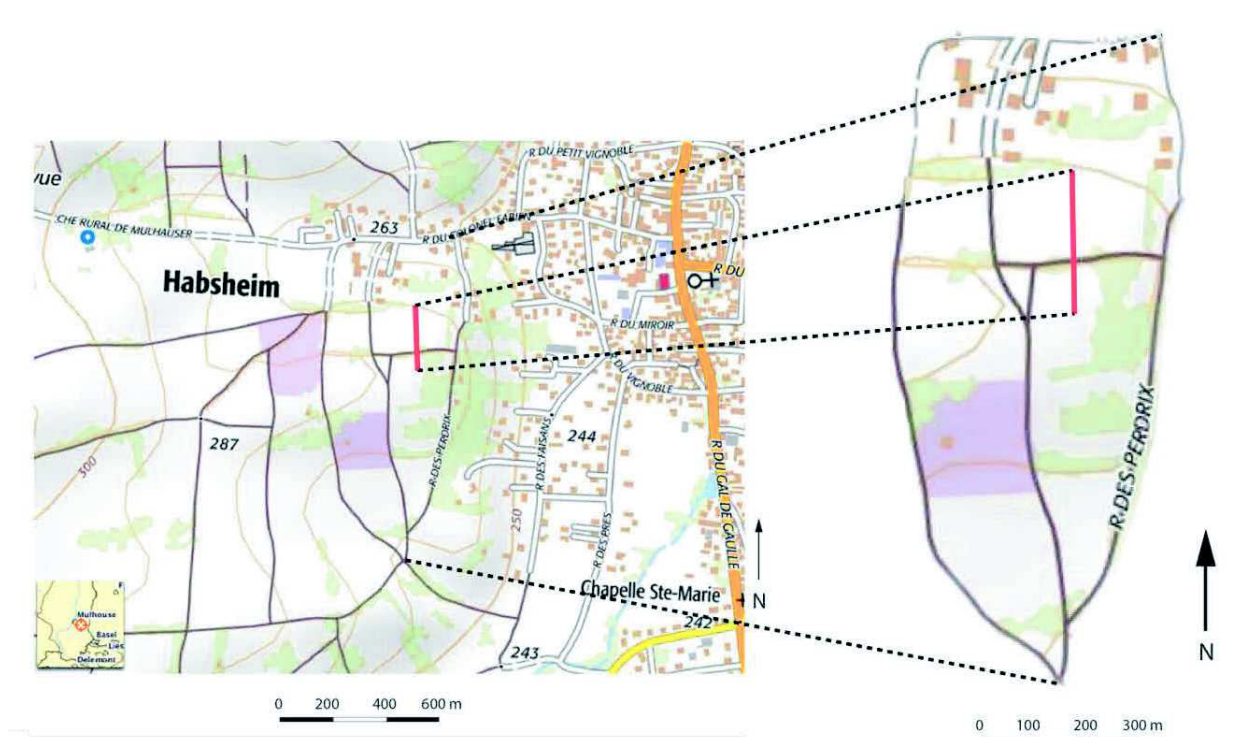 R DU PETIT VIGNOBLE
vue
CHE RURAL DE MULHAUSER
263
R DU COLONEL FABIEN
Habsheim
R DU
R DU MIROIR
R DU VIGNOBLE
287
R DES PERDRIX
R DES FAISANS
244
R DU GAL DE GAULLE
300
250
R DES PRES
Chapelle Ste-Marie
N
242
243
Mulhouse
Basel
Lies
Delemont
0 200 400 600 m
R DES PERDRIX
N
0 100 200 300 m